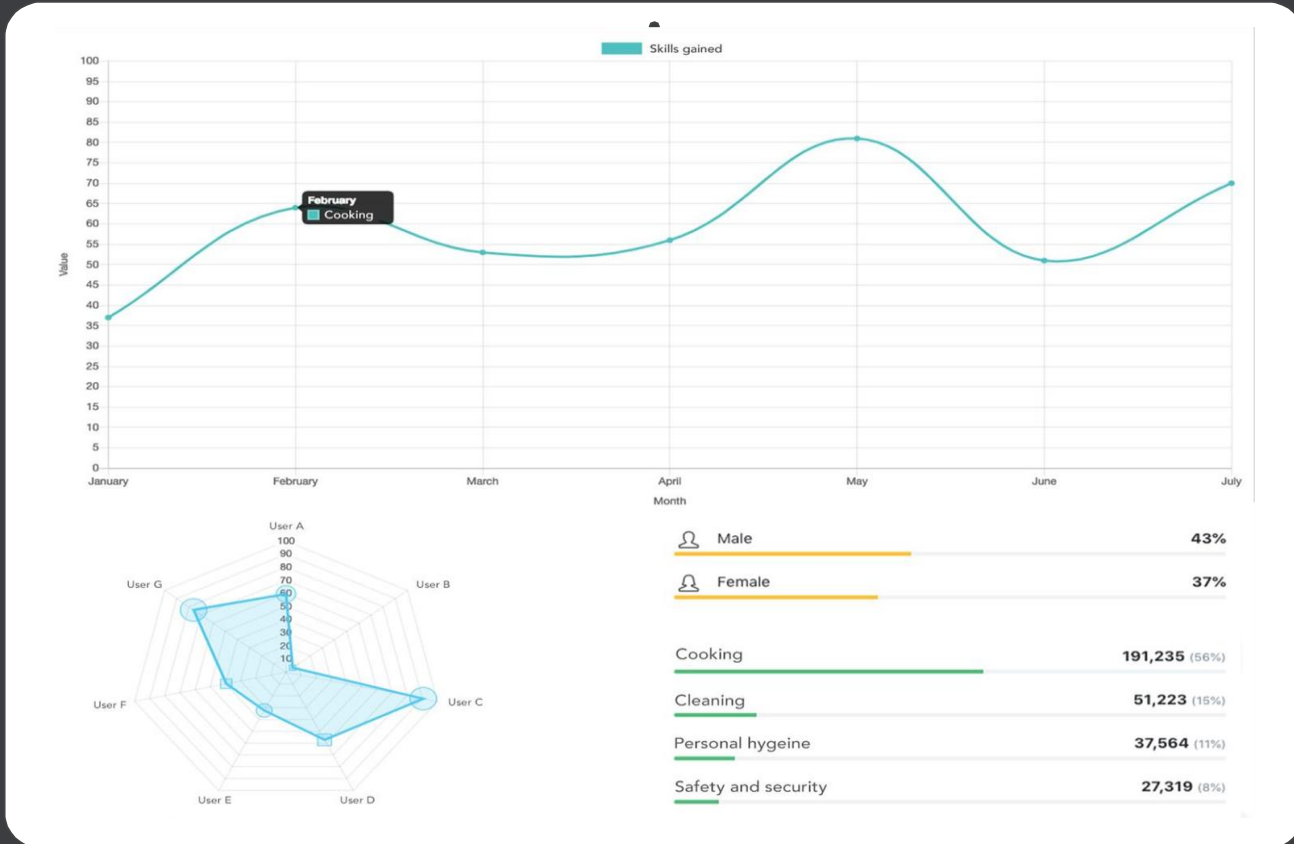 Skills gained
100
95
90
85
80
75
70
65
60
55
50
45
40
35
30
25
20
15
10
5
0
Value
February
Cooking
January February March April May June July
Month
User A
100
90
80
70
60
50
40
30
20
10
User B
User C
User D
User E
User F
User G
Male 43%
Female 37%
Cooking 191,235 (56%)
Cleaning 51,223 (15%)
Personal hygeine 37,564 (11%)
Safety and security 27,319 (8%)